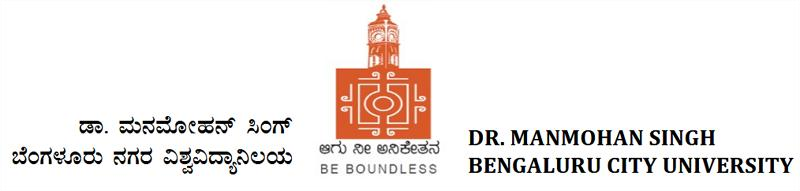 ಡಾ. ಮನಮೋಹನ್ ಸಿಂಗ್
ಬೆಂಗಳೂರು ನಗರ ವಿಶ್ವವಿದ್ಯಾನಿಲಯ
ಆಗು ನೀ ಅನಿಕೇತನ
BE BOUNDLESS
DR. MANMOHAN SINGH
BENGALURU CITY UNIVERSITY